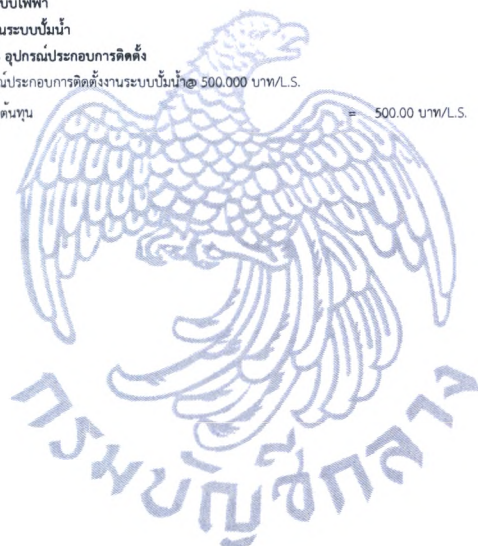 บบไฟฟ้า
นระบบปั้มน้ำ
อุปกรณ์ประกอบการติดตั้ง
ณ์ประกอบการติดตั้งงานระบบปั้มน้ำ@ 500.000 บาท/L.S.
ต้นทุน = 500.00 บาท/L.S.
กรมบัญชีกลาง